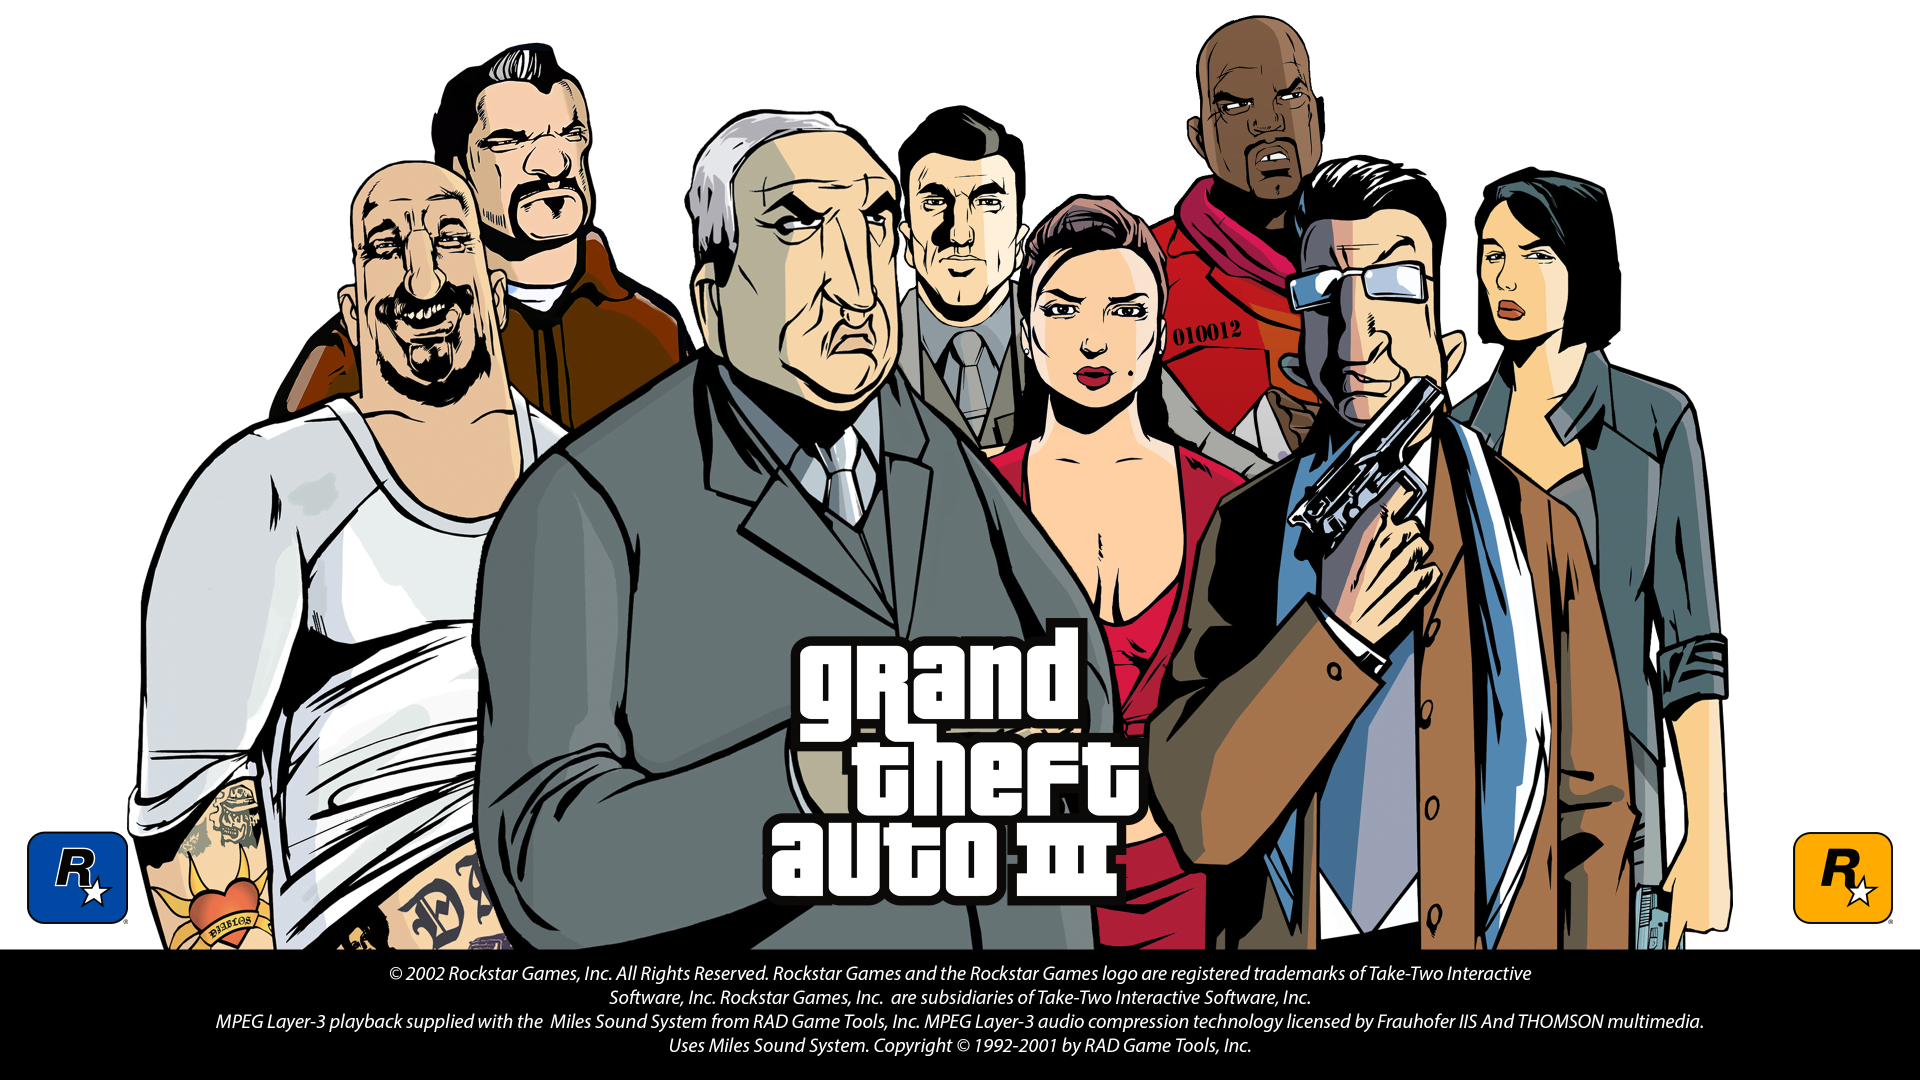 010012
grand
theft
auto III
DIABLOS
R
R
© 2002 Rockstar Games, Inc. All Rights Reserved. Rockstar Games and the Rockstar Games logo are registered trademarks of Take-Two Interactive
Software, Inc. Rockstar Games, Inc. are subsidiaries of Take-Two Interactive Software, Inc.
MPEG Layer-3 playback supplied with the Miles Sound System from RAD Game Tools, Inc. MPEG Layer-3 audio compression technology licensed by Frauhofer IIS And THOMSON multimedia.
Uses Miles Sound System. Copyright © 1992-2001 by RAD Game Tools, Inc.